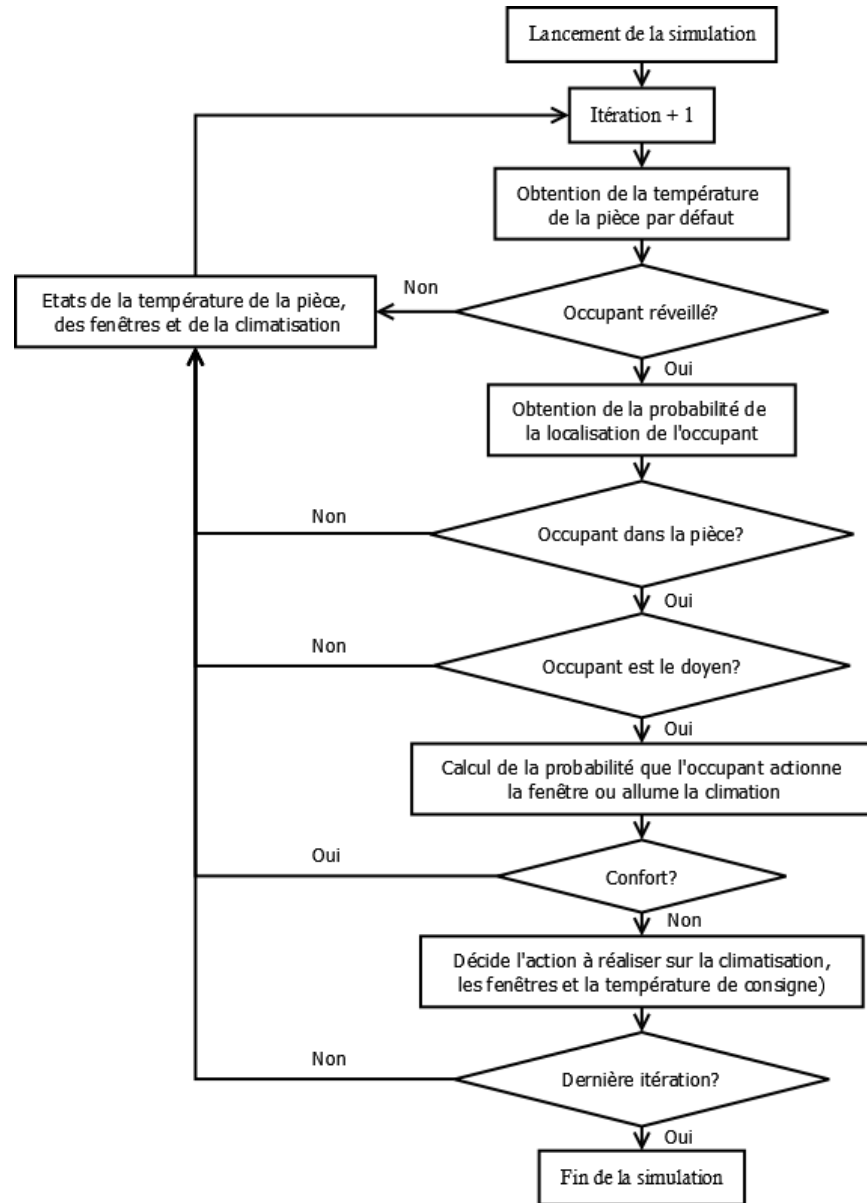 Lancement de la simulation
Itération + 1
Obtention de la température
de la pièce par défaut
Etats de la température de la pièce,
des fenêtres et de la climatisation
Non
Occupant réveillé?
Oui
Obtention de la probabilité de
la localisation de l'occupant
Non
Occupant dans la pièce?
Oui
Non
Occupant est le doyen?
Oui
Calcul de la probabilité que l'occupant actionne
la fenêtre ou allume la climation
Oui
Confort?
Non
Décide l'action à réaliser sur la climatisation,
les fenêtres et la température de consigne)
Non
Dernière itération?
Oui
Fin de la simulation